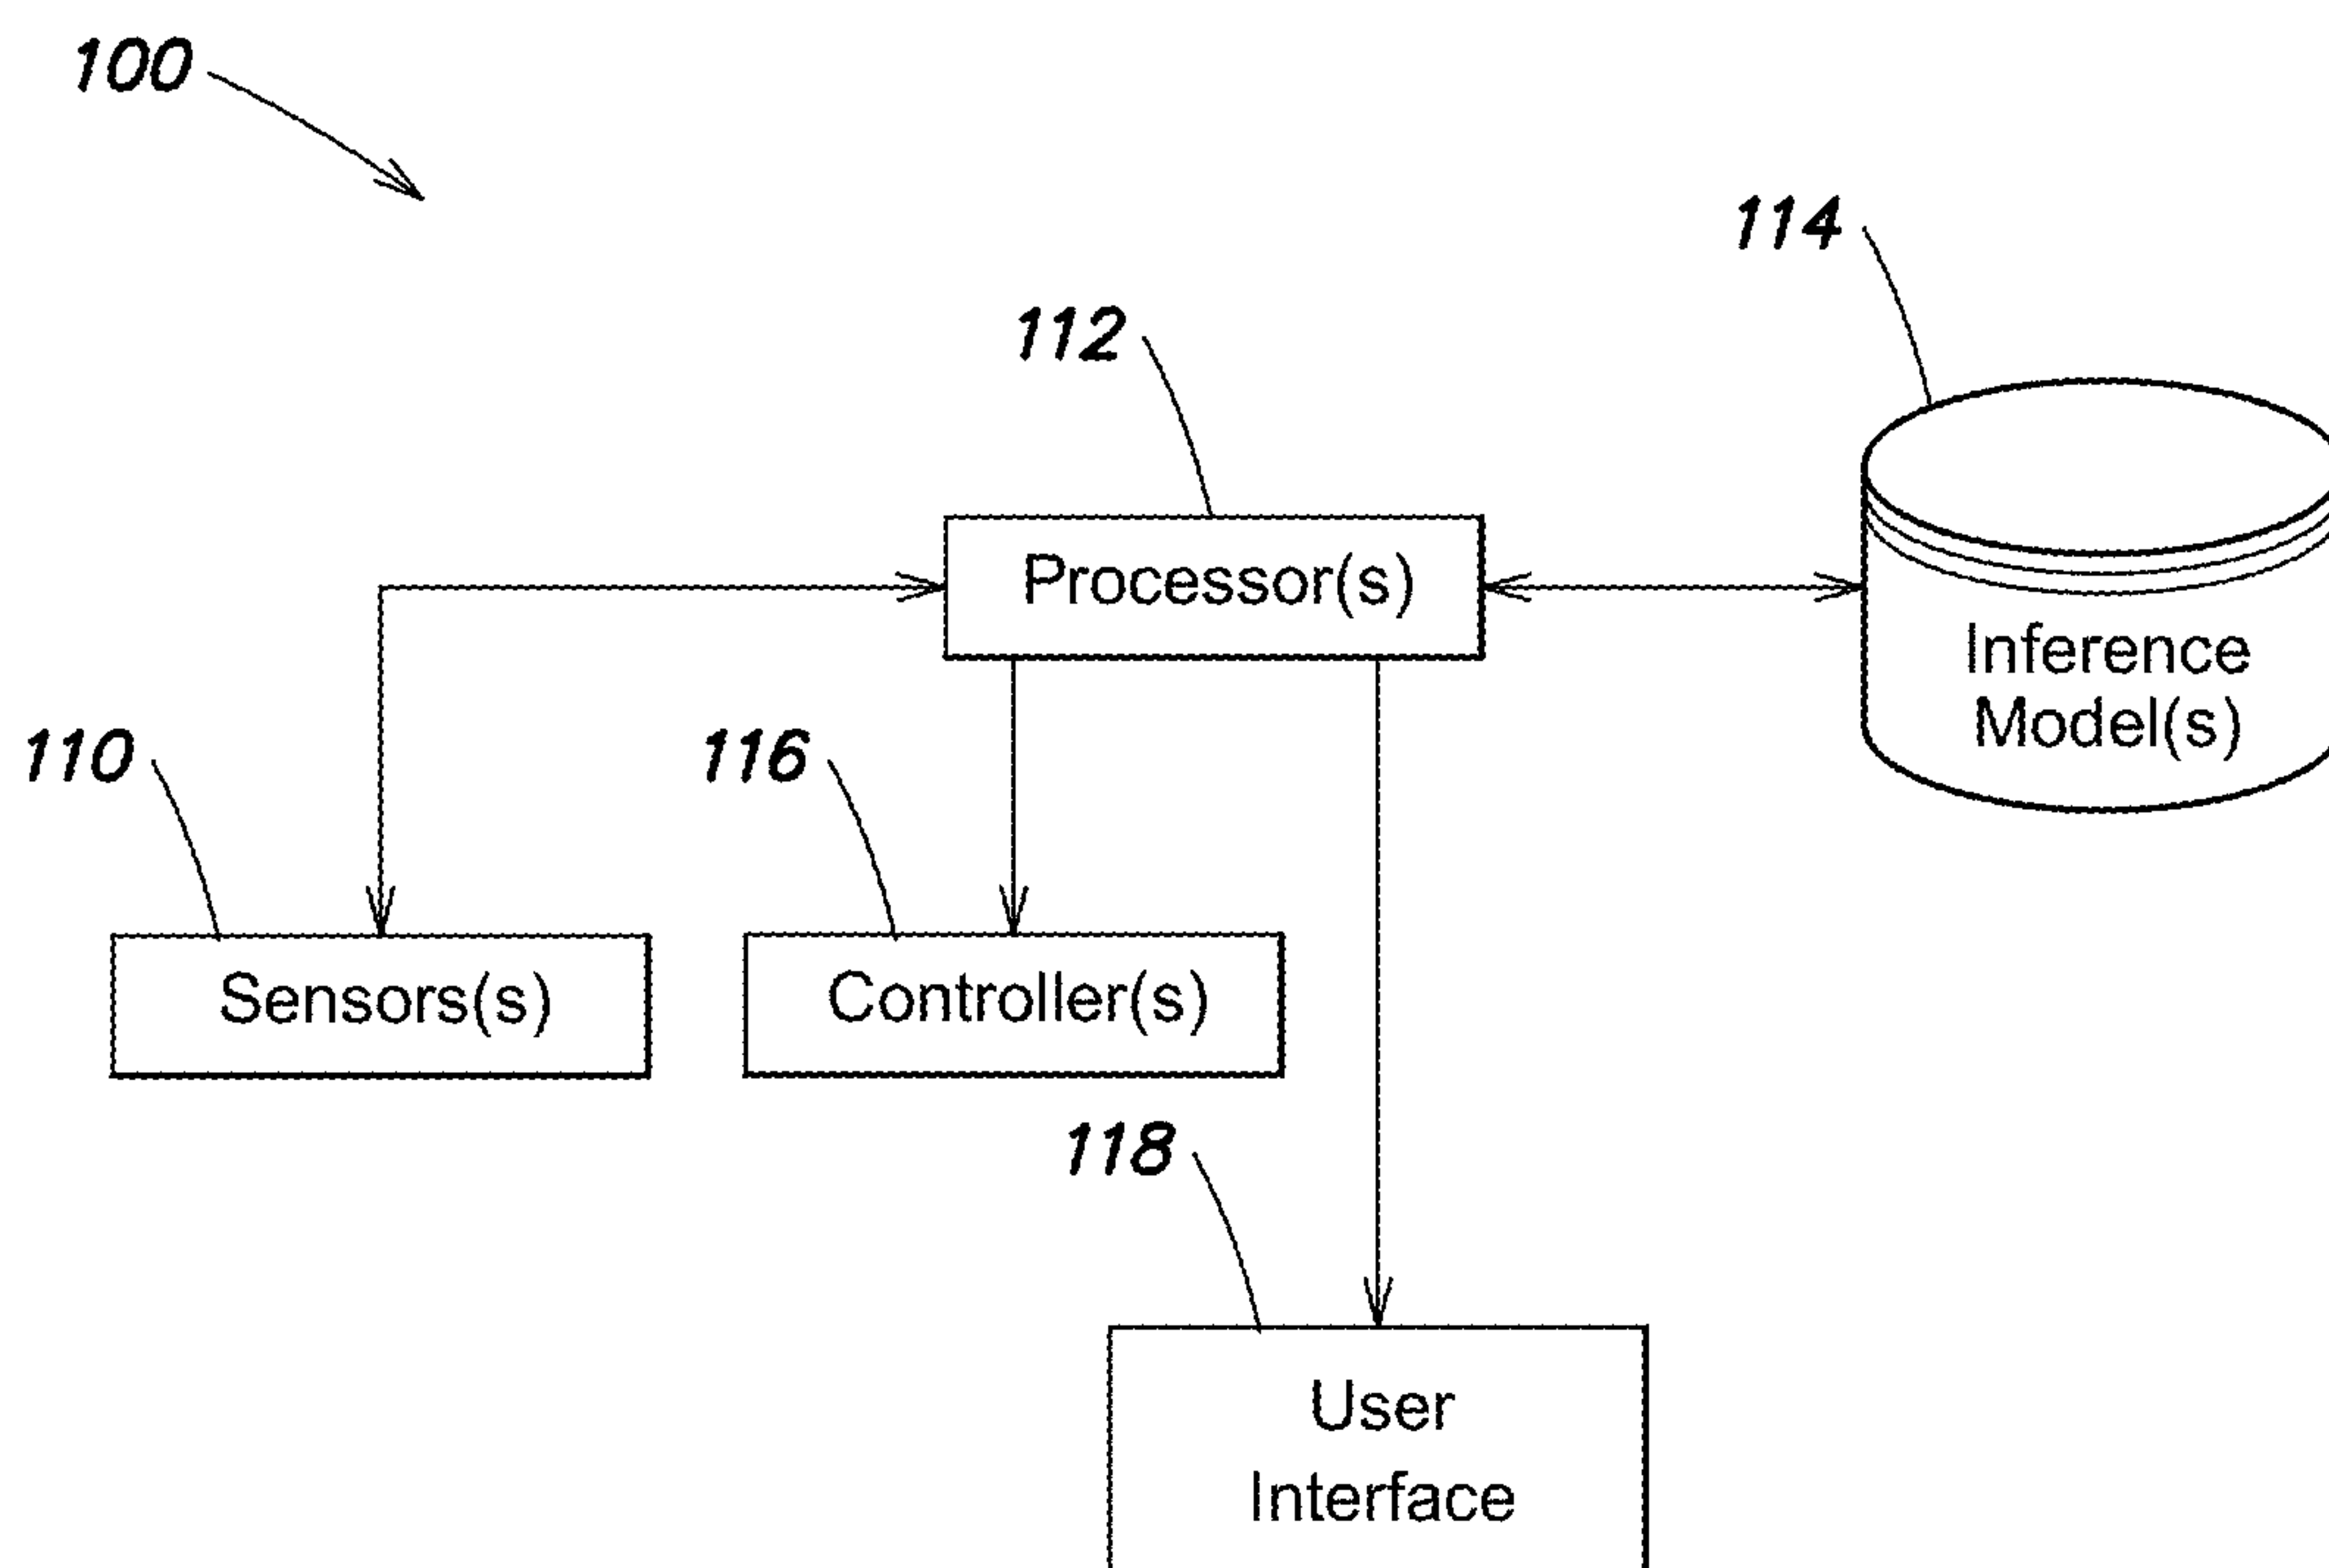 100
114
112
Processor(s)
Inference
Model(s)
110
116
Sensors(s)
Controller(s)
118
User
Interface